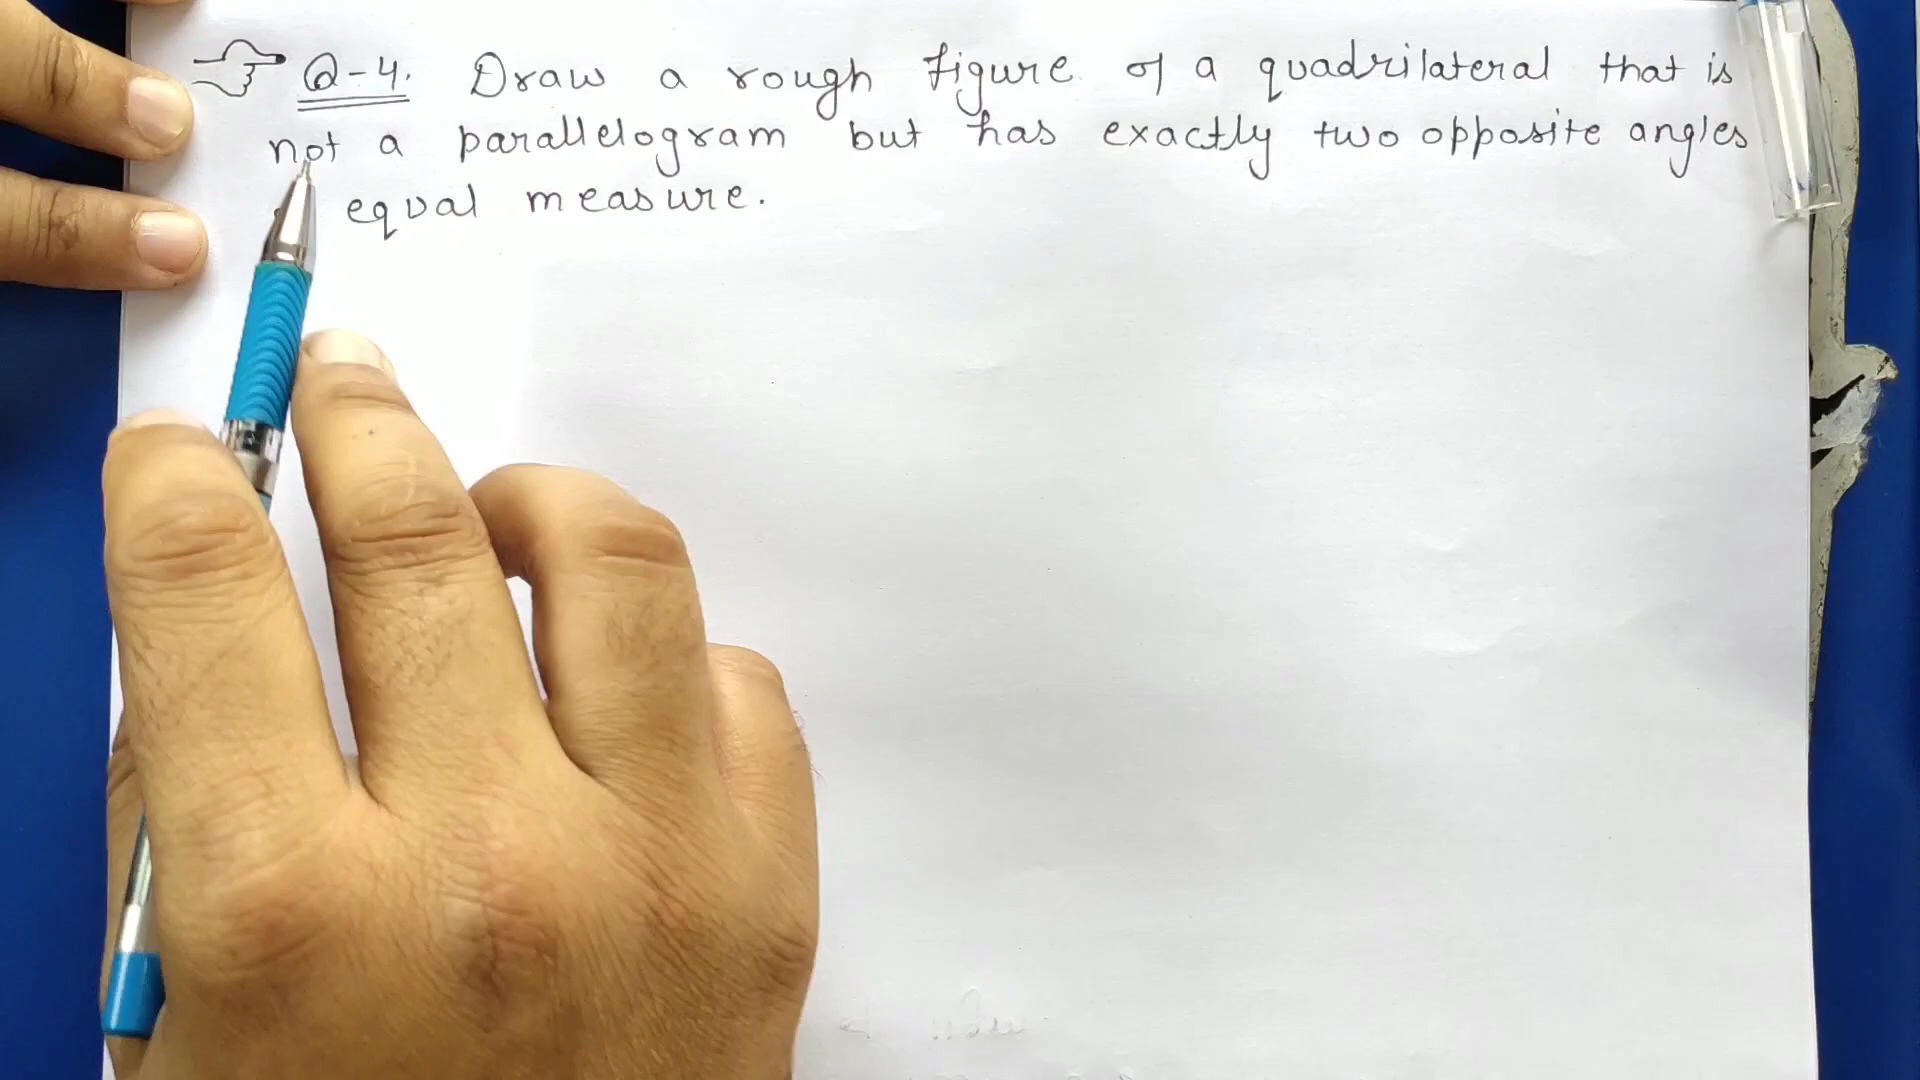 Q-4. Draw a rough figure of a quadrilateral that is
not a parallelogram but has exactly two opposite angles
equal measure.